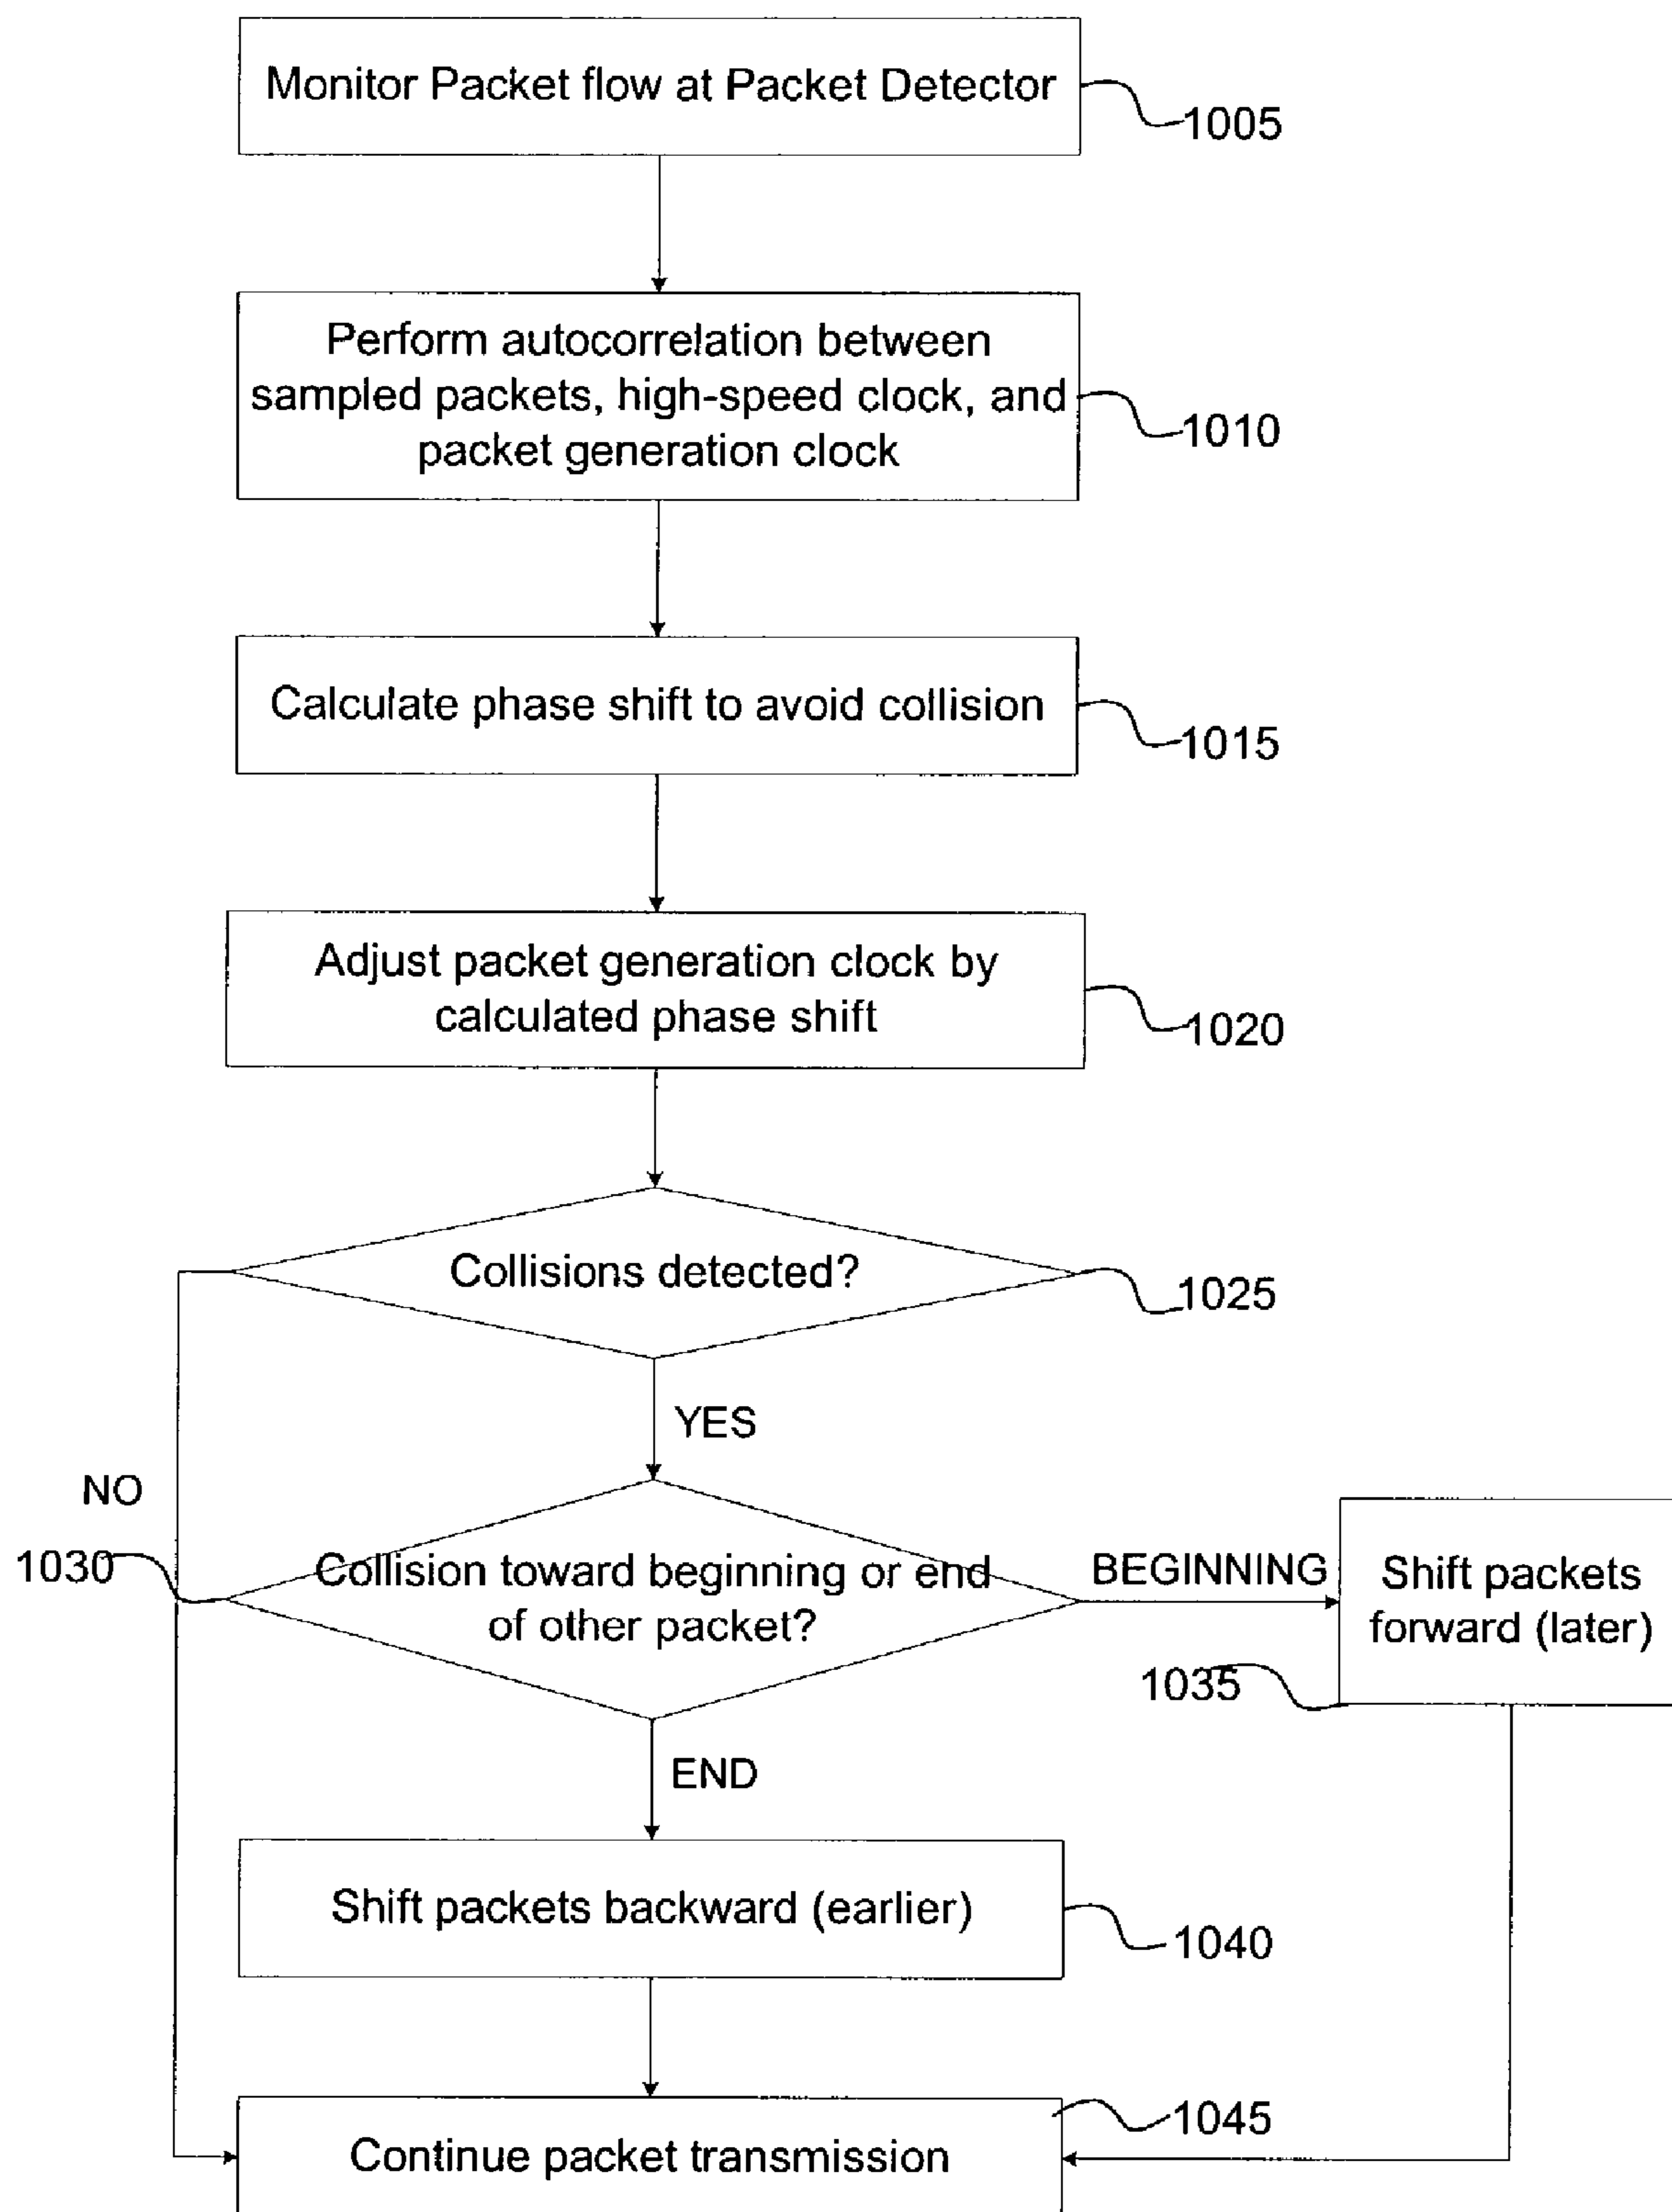 Monitor Packet flow at Packet Detector
1005
Perform autocorrelation between
sampled packets, high-speed clock, and
packet generation clock
1010
Calculate phase shift to avoid collision
1015
Adjust packet generation clock by
calculated phase shift
1020
Collisions detected?
1025
YES
NO
1030
Collision toward beginning or end
of other packet?
BEGINNING
Shift packets
forward (later)
1035
END
Shift packets backward (earlier)
1040
Continue packet transmission
1045